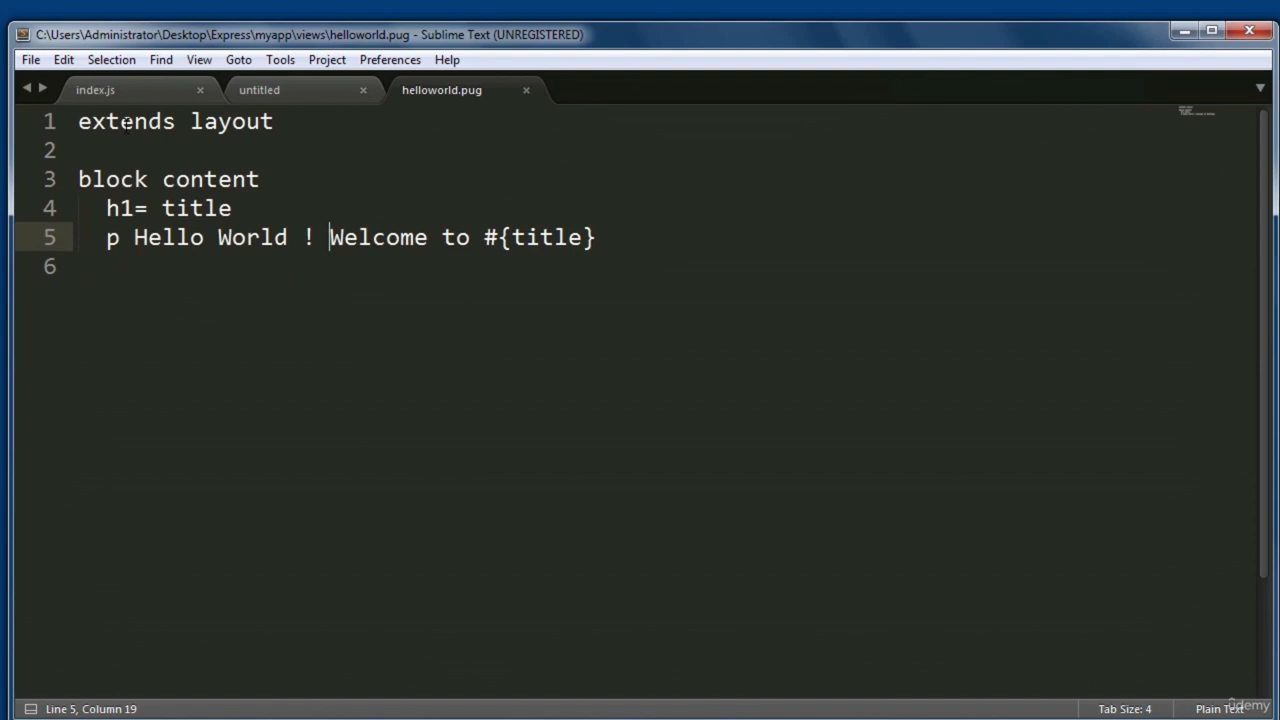 C:\Users\Administrator\Desktop\Express\myapp\views\helloworld.pug - Sublime Text (UNREGISTERED)
File Edit Selection Find View Goto Tools Project Preferences Help
index.js untitled helloworld.pug
1 extends layout
2
3 block content
4 h1= title
5 p Hello World ! Welcome to #{title}
6
Line 5, Column 19 Tab Size: 4 Plain Text
ûdemy